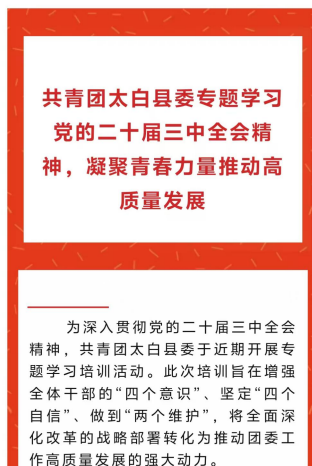 共青团太白县委专题学习
党的二十届三中全会精
神，凝聚青春力量推动高
质量发展
为深入贯彻党的二十届三中全会
精神，共青团太白县委于近期开展专
题学习培训活动。此次培训旨在增强
全体干部的“四个意识”、坚定“四个
自信”、做到“两个维护”，将全面深
化改革的战略部署转化为推动团委工
作高质量发展的强大动力。